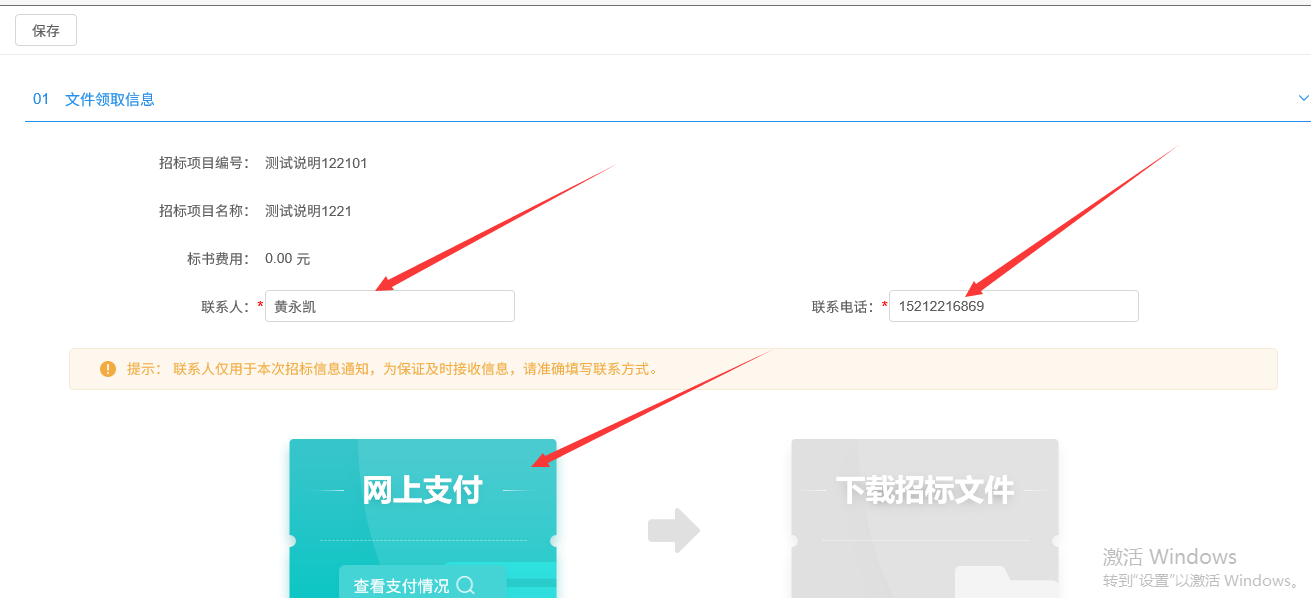 保存
01 文件领取信息
招标项目编号： 测试说明122101
招标项目名称： 测试说明1221
标书费用： 0.00 元
联系人：*黄永凯 联系电话：*15212216869
提示： 联系人仅用于本次招标信息通知，为保证及时接收信息，请准确填写联系方式。
网上支付 下载招标文件
查看支付情况
激活 Windows
转到“设置”以激活 Windows。